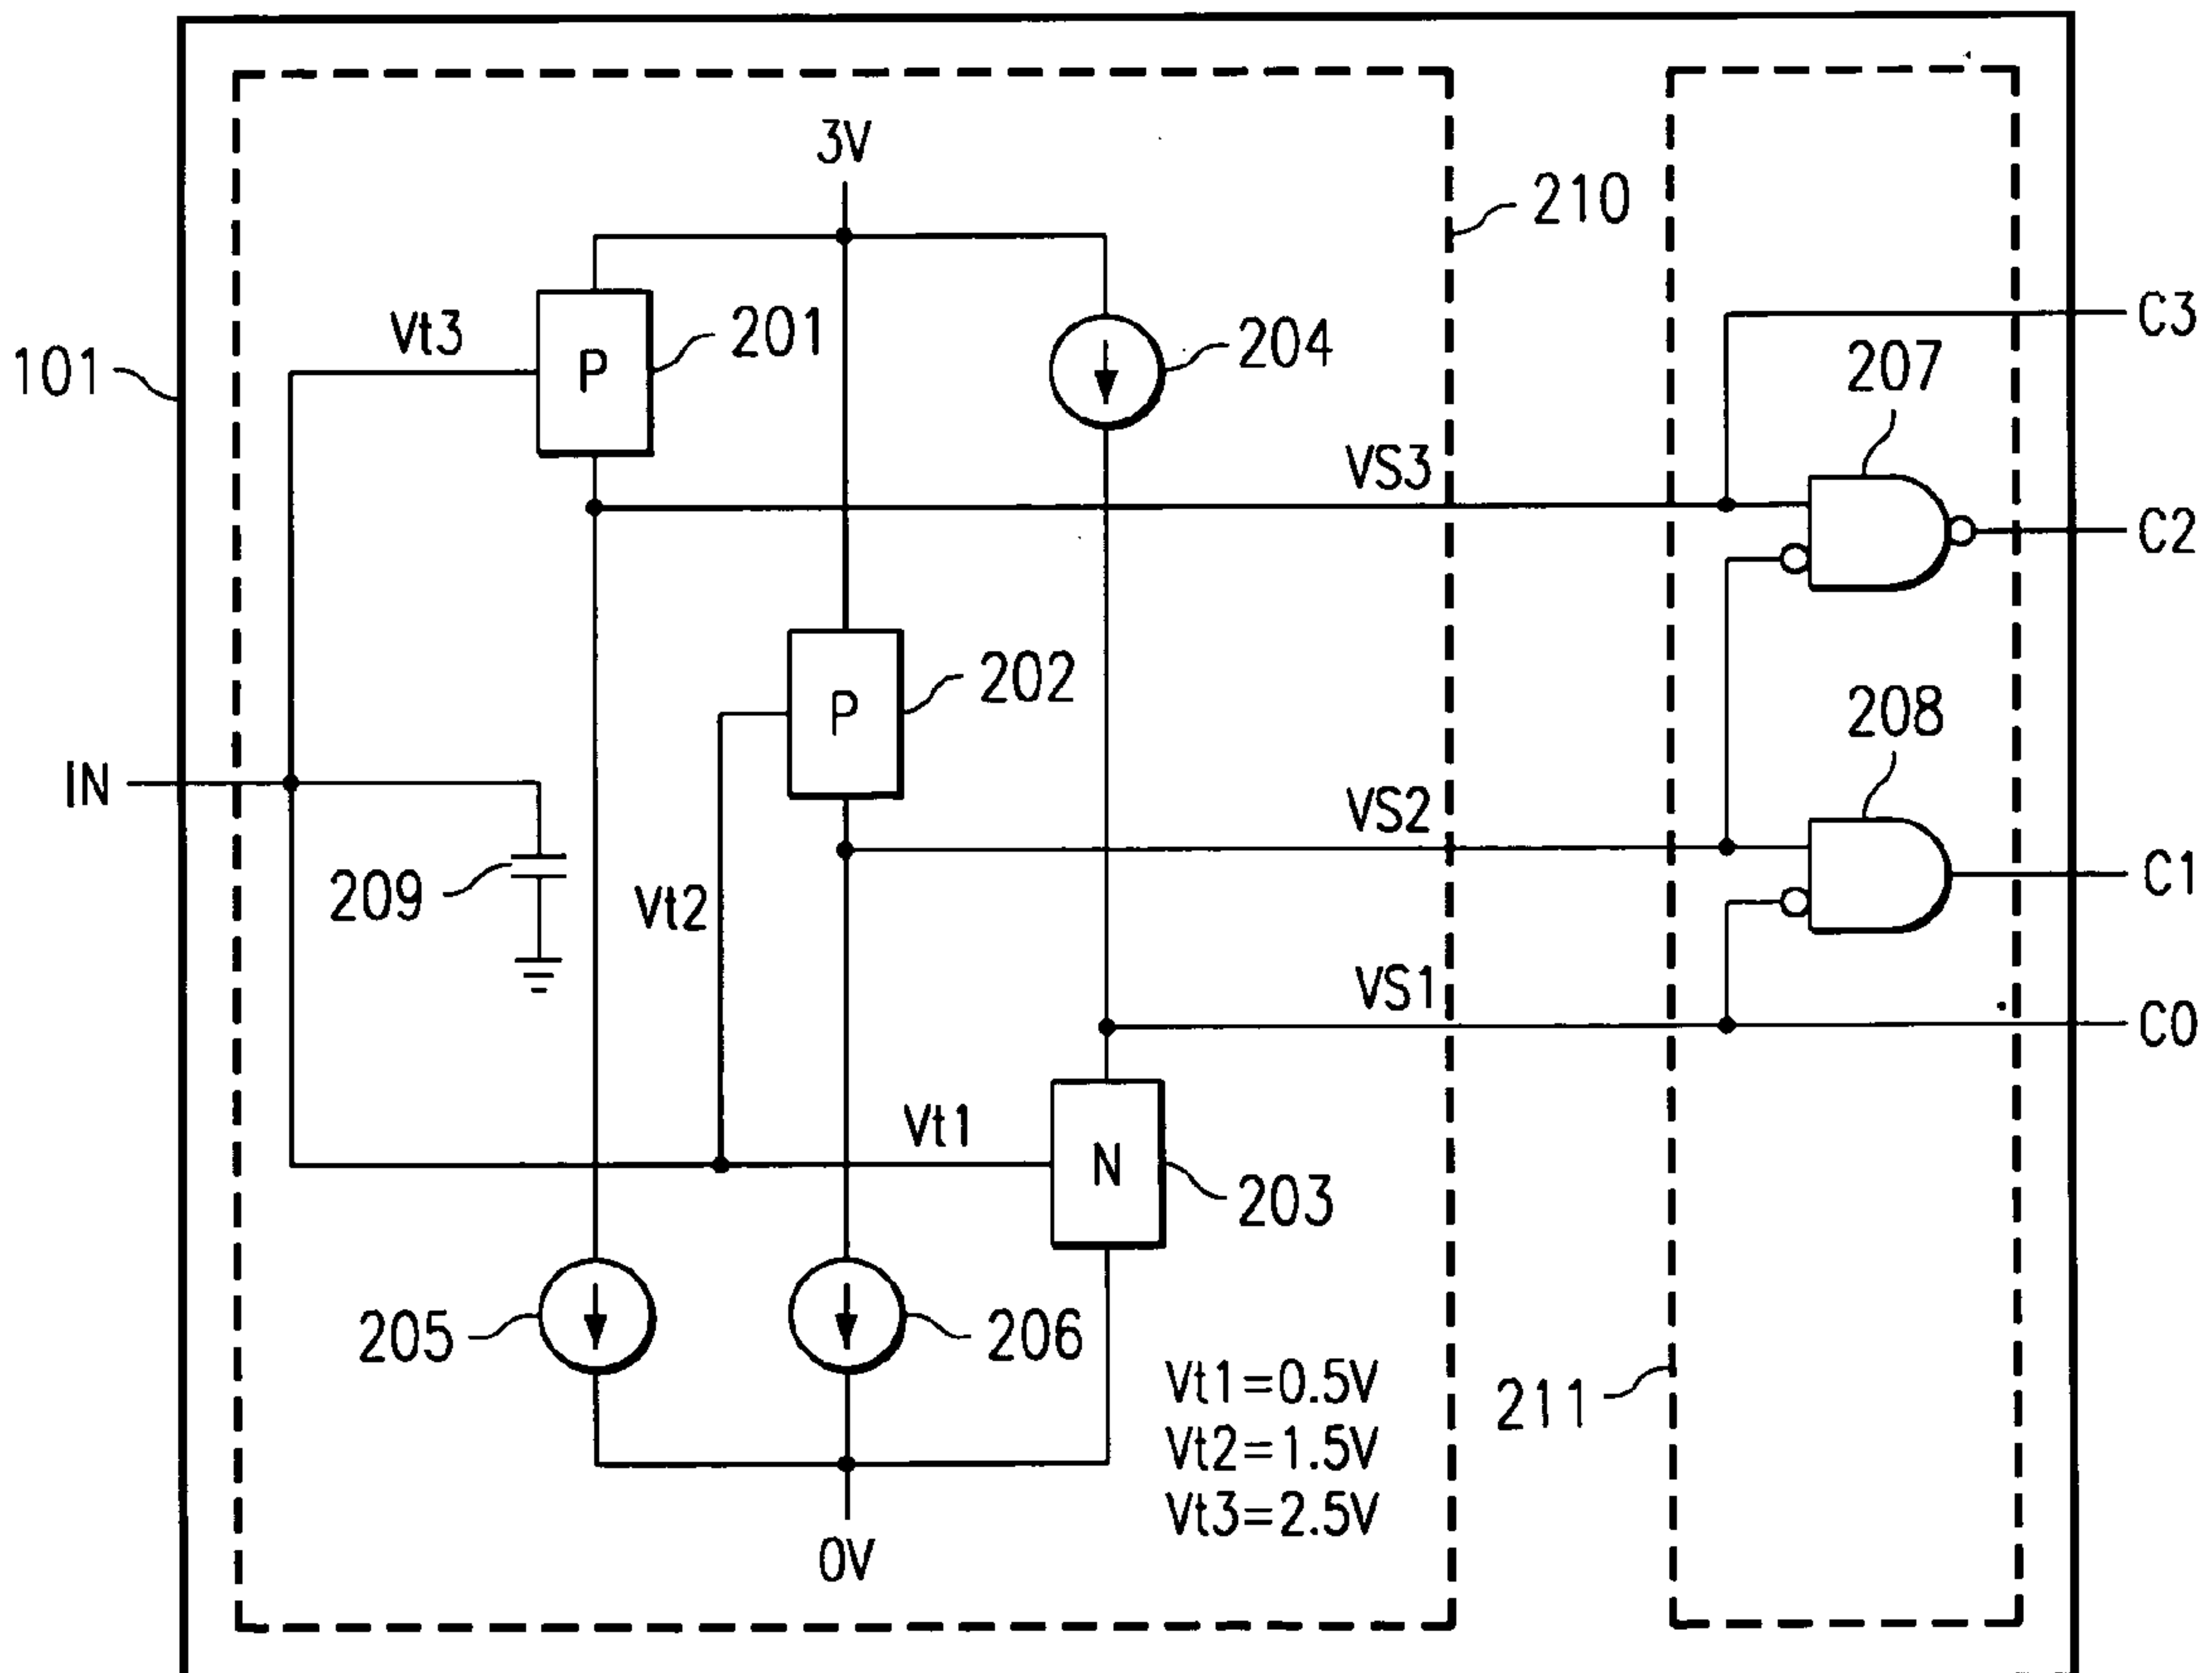 3V
210
Vt3
P
201
204
C3
101
207
VS3
C2
P
202
208
IN
VS2
209
Vt2
C1
VS1
C0
Vt1
N
203
205
206
Vt1=0.5V
211
Vt2=1.5V
Vt3=2.5V
0V